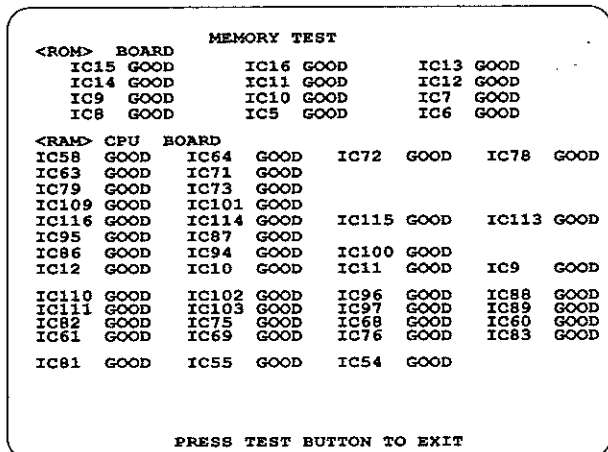 MEMORY TEST
<ROM> BOARD
IC15 GOOD IC16 GOOD IC13 GOOD
IC14 GOOD IC11 GOOD IC12 GOOD
IC9 GOOD IC10 GOOD IC7 GOOD
IC8 GOOD IC5 GOOD IC6 GOOD
<RAM> CPU BOARD
IC58 GOOD IC64 GOOD IC72 GOOD IC78 GOOD
IC63 GOOD IC71 GOOD
IC79 GOOD IC73 GOOD
IC109 GOOD IC101 GOOD
IC116 GOOD IC114 GOOD IC115 GOOD IC113 GOOD
IC95 GOOD IC87 GOOD
IC86 GOOD IC94 GOOD IC100 GOOD
IC12 GOOD IC10 GOOD IC11 GOOD IC9 GOOD
IC110 GOOD IC102 GOOD IC96 GOOD IC88 GOOD
IC111 GOOD IC103 GOOD IC97 GOOD IC89 GOOD
IC82 GOOD IC75 GOOD IC68 GOOD IC60 GOOD
IC61 GOOD IC69 GOOD IC76 GOOD IC83 GOOD
IC81 GOOD IC55 GOOD IC54 GOOD
PRESS TEST BUTTON TO EXIT